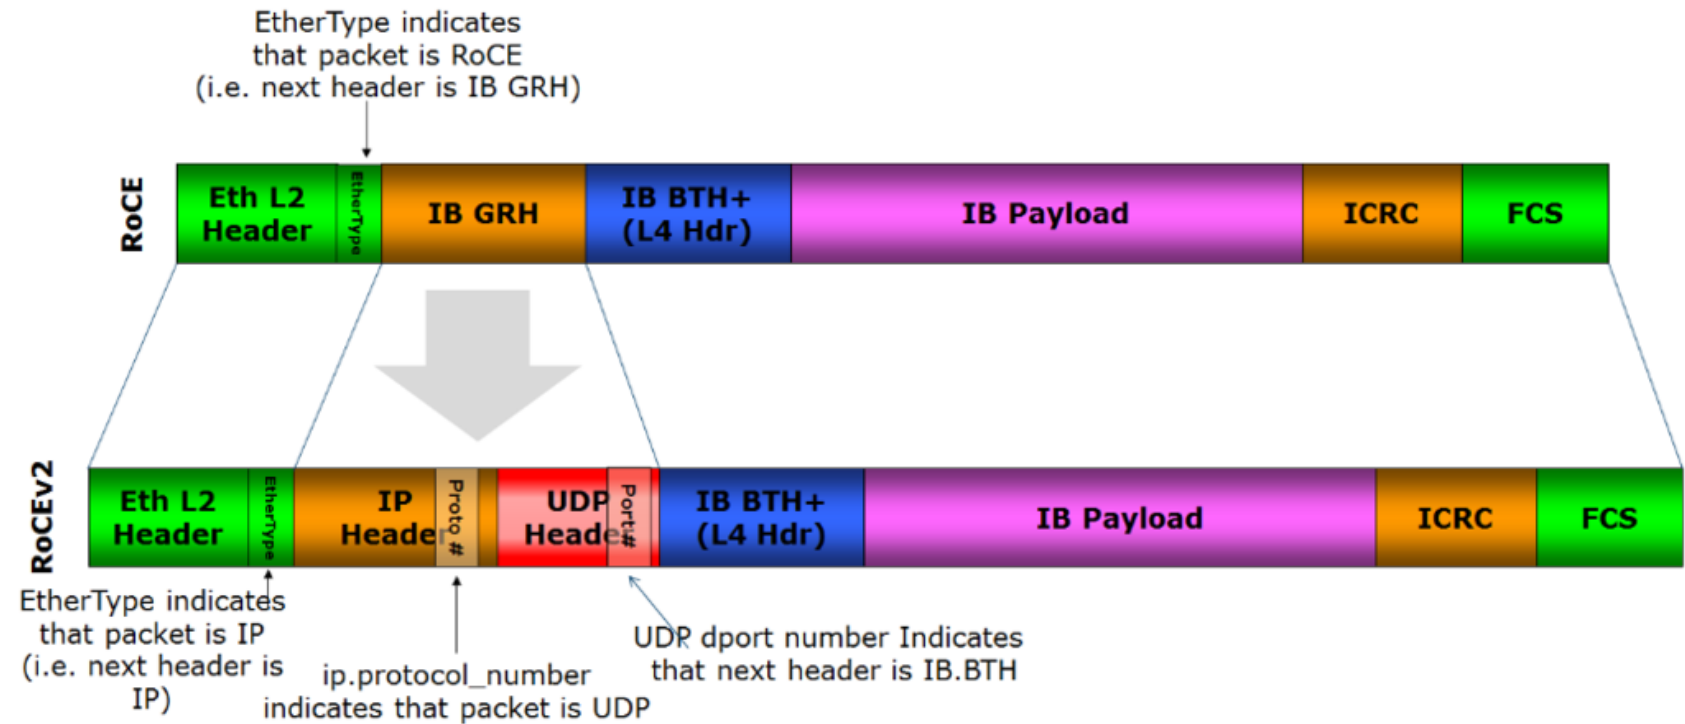 EtherType indicates
that packet is RoCE
(i.e. next header is IB GRH)
RoCE
Eth L2
Header
EtherType
IB GRH
IB BTH+
(L4 Hdr)
IB Payload
ICRC
FCS
RoCEv2
Eth L2
Header
EtherType
IP
Header
Proto #
UDP
Header
Port#
IB BTH+
(L4 Hdr)
IB Payload
ICRC
FCS
EtherType indicates
that packet is IP
(i.e. next header is
IP)
ip.protocol_number
indicates that packet is UDP
UDP dport number Indicates
that next header is IB.BTH